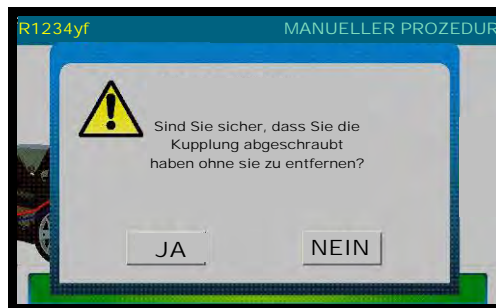 R1234yf MANUELLER PROZEDUR
Sind Sie sicher, dass Sie die
Kupplung abgeschraubt
haben ohne sie zu entfernen?
JA NEIN